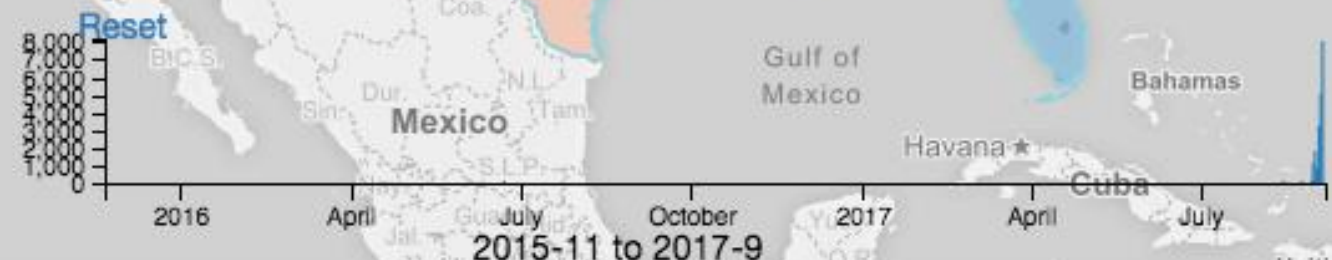 Coa.
Reset
8,000
B.C.S.
7,000
Gulf of
Mexico
6,000
N.L.
Bahamas
5,000
Dur.
4,000
Sin.
Tam.
Mexico
3,000
2,000
Havana
1,000
S.L.P.
0
Cuba
2016
April
July
October
2017
April
July
Jal.
2015-11 to 2017-9